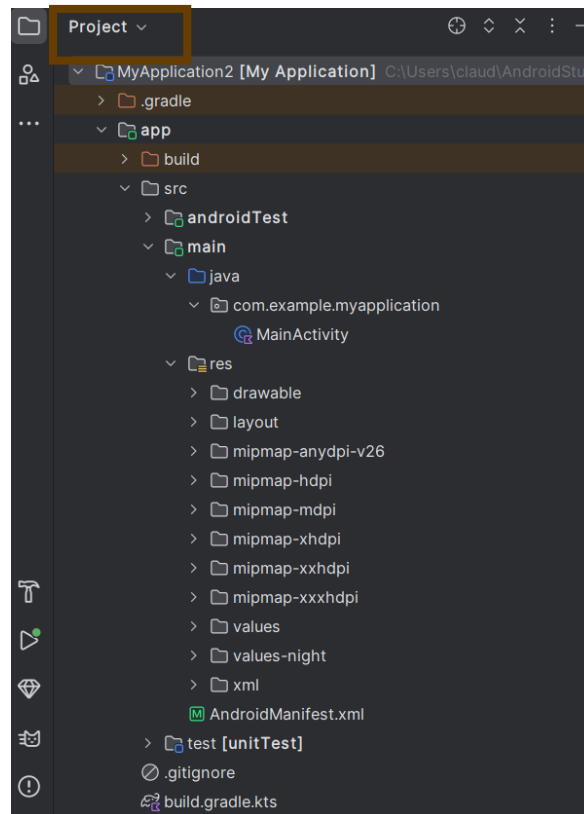 Project
MyApplication2 [My Application] C:\Users\claud\AndroidStu
.gradle
app
build
src
androidTest
main
java
com.example.myapplication
MainActivity
res
drawable
layout
mipmap-anydpi-v26
mipmap-hdpi
mipmap-mdpi
mipmap-xhdpi
mipmap-xxhdpi
mipmap-xxxhdpi
values
values-night
xml
AndroidManifest.xml
test [unitTest]
.gitignore
build.gradle.kts